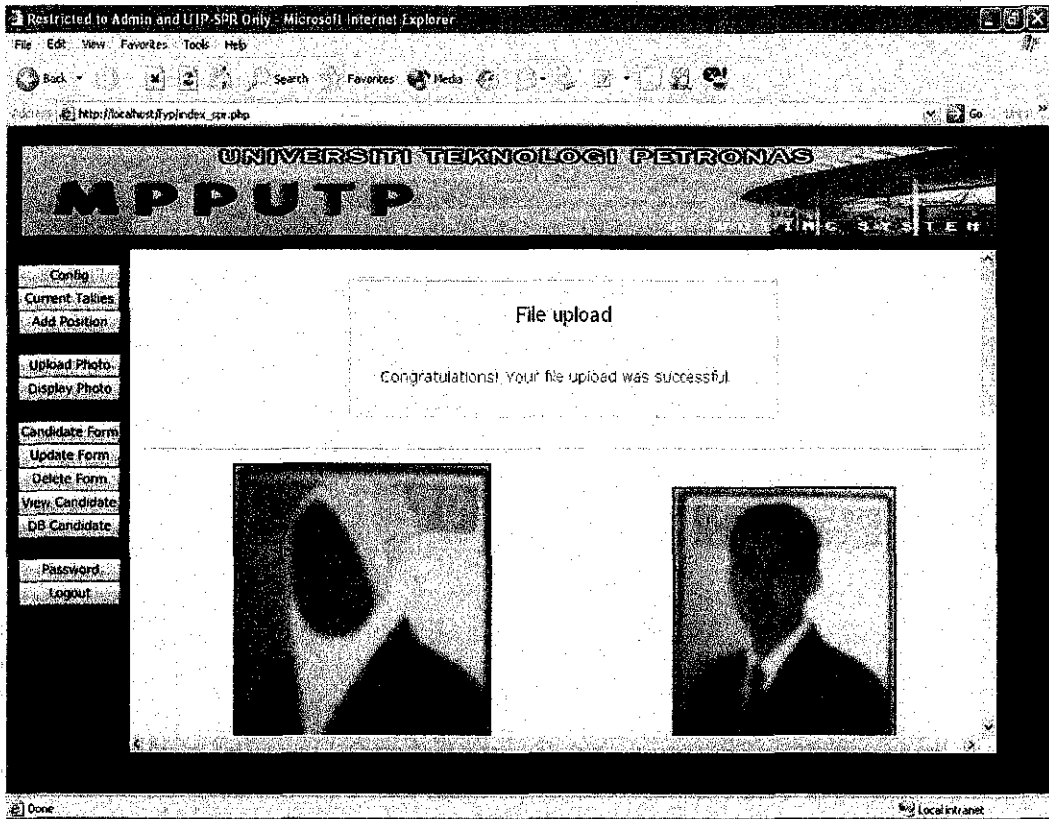 Restricted to Admin and UTP-SPR Only - Microsoft Internet Explorer
File Edit View Favorites Tools Help
Back Search Favorites Media
Address http://localhost/fyp/index_spr.php Go
UNIVERSITI TEKNOLOGI PETRONAS
MPPUTP
SYSTEM
Config
Current Tallies
Add Position
Upload Photo
Display Photo
Candidate Form
Update Form
Delete Form
View Candidate
DB Candidate
Password
Logout
File upload
Congratulations! Your file upload was successful
Done Local intranet